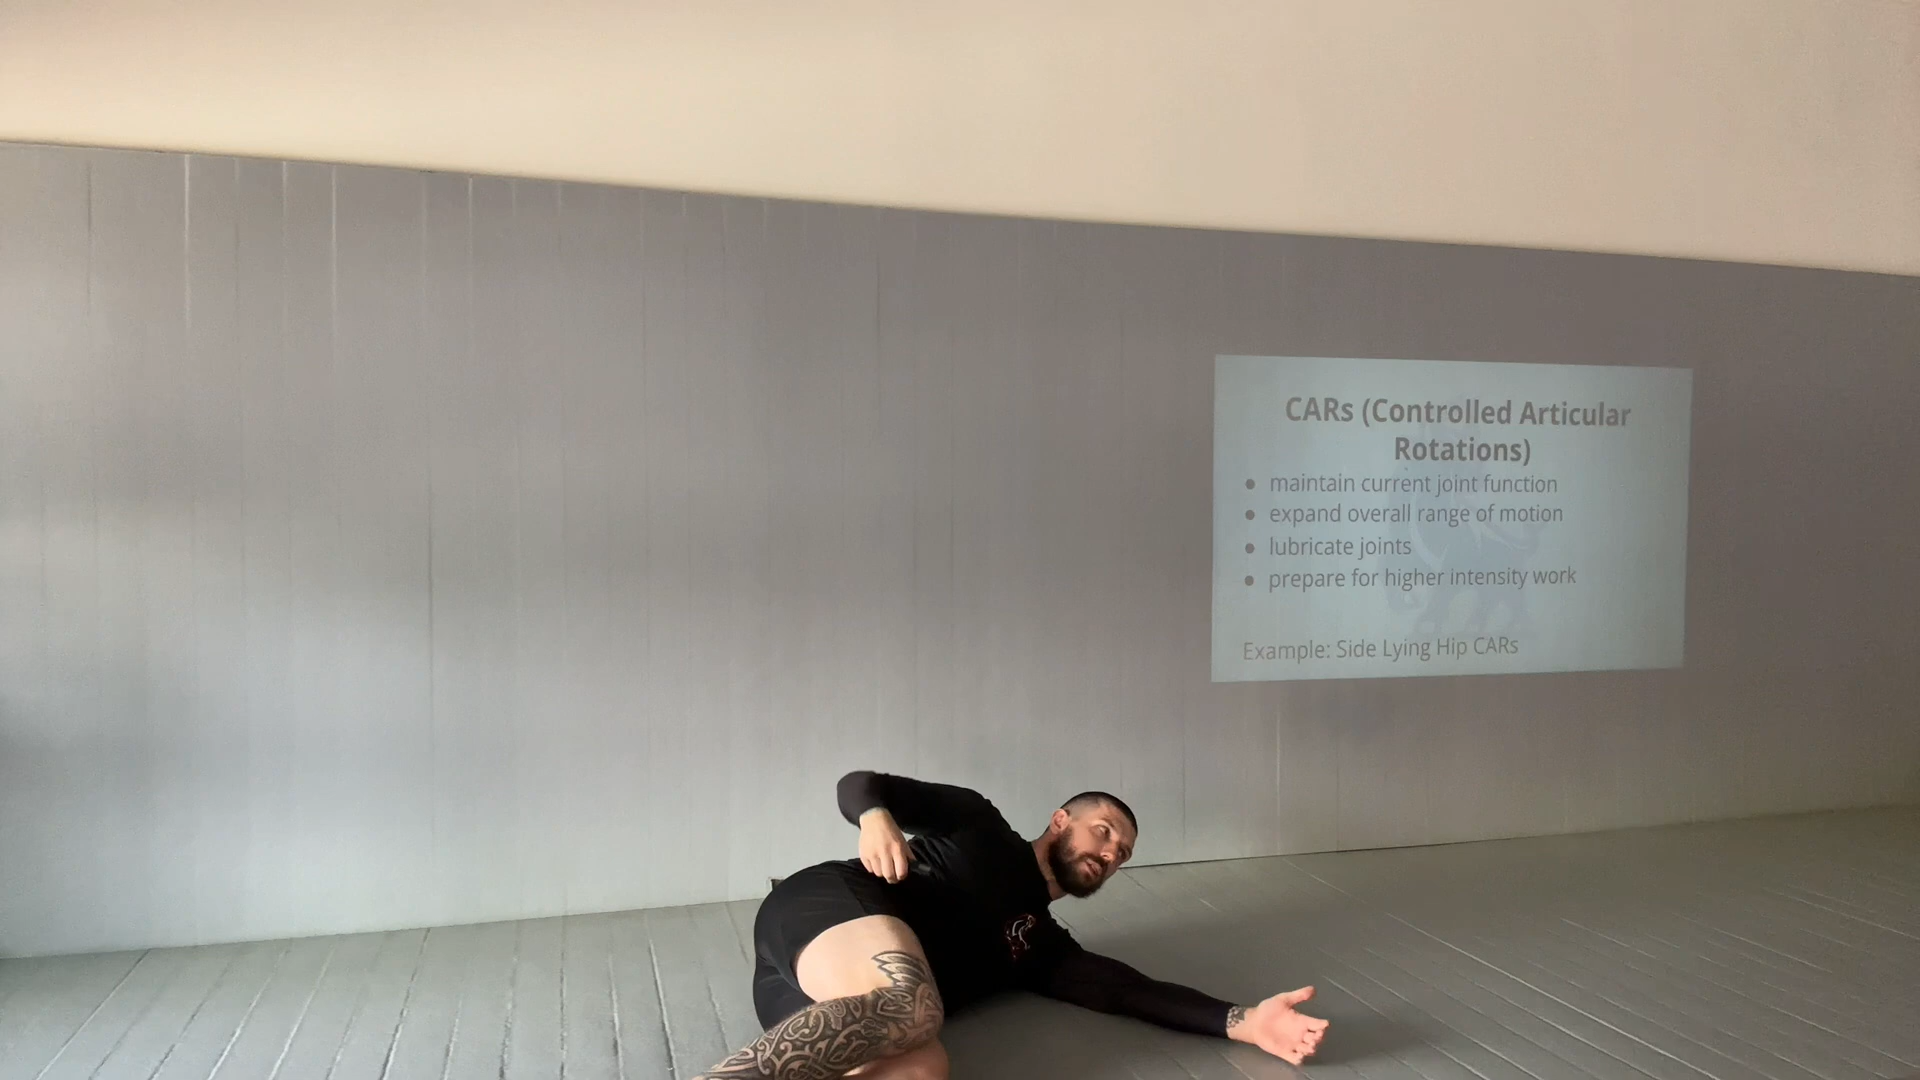 CARs (Controlled Articular
Rotations)
● maintain current joint function
● expand overall range of motion
● lubricate joints
● prepare for higher intensity work
Example: Side Lying Hip CARs